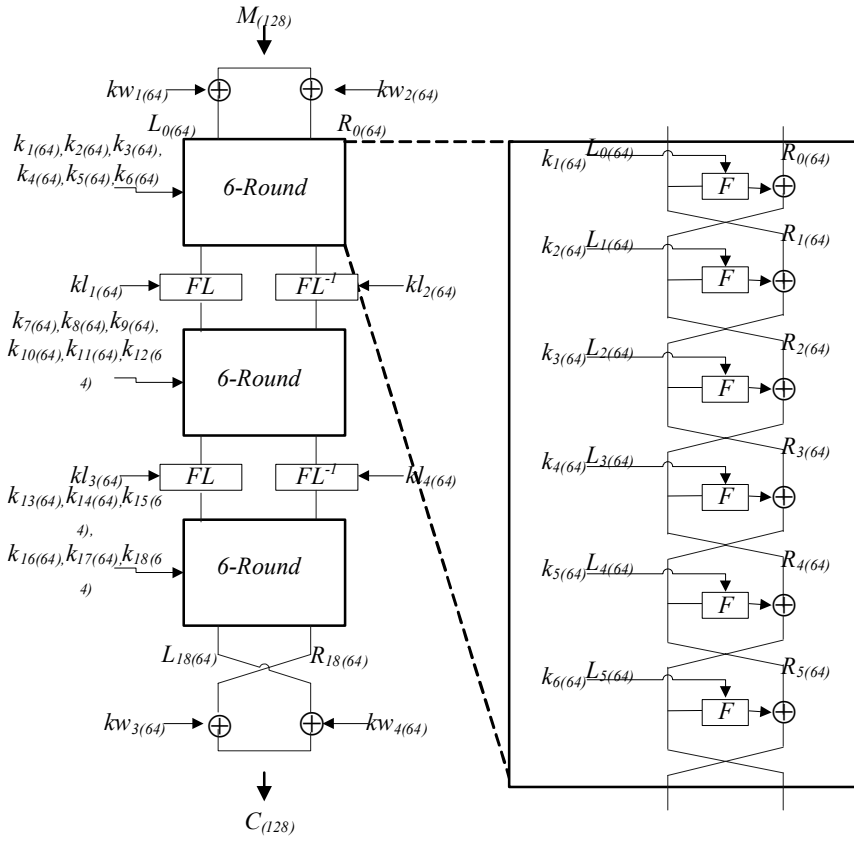 M(128)
kw1(64)
kw2(64)
L0(64)
R0(64)
k1(64),k2(64),k3(64),
k4(64),k5(64),k6(64)
6-Round
kl1(64)
FL
FL-1
kl2(64)
k7(64),k8(64),k9(64),
k10(64),k11(64),k12(6
4)
6-Round
kl3(64)
FL
FL-1
kl4(64)
k13(64),k14(64),k15(6
4),
k16(64),k17(64),k18(6
4)
6-Round
L18(64)
R18(64)
kw3(64)
kw4(64)
C(128)
k1(64)
L0(64)
R0(64)
F
k2(64)
L1(64)
R1(64)
F
k3(64)
L2(64)
R2(64)
F
k4(64)
L3(64)
R3(64)
F
k5(64)
L4(64)
R4(64)
F
k6(64)
L5(64)
R5(64)
F